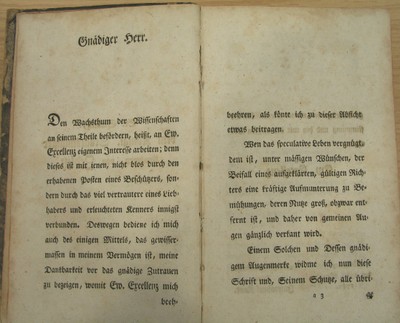 Gnädiger Herr.
Den Wachsthum der Wissenschaften
an seinem Theile befördern, heißt, an Ew.
Excellenz eigenem Interesse arbeiten; denn
dieses ist mit jenen, nicht blos durch den
erhabenen Posten eines Beschützers, son-
dern durch das viel vertrautere eines Lieb-
habers und erleuchteten Kenners innigst
verbunden. Deswegen bediene ich mich
auch des einigen Mittels, das gewisser-
massen in meinem Vermögen ist, meine
Dankbarkeit vor das gnädige Zutrauen
zu bezeigen, womit Ew. Excellenz mich
beeh-
beehren, als könte ich zu dieser Absicht
etwas beitragen.
Wen das speculative Leben vergnügt,
dem ist, unter mässigen Wünschen, der
Beifall eines aufgeklärten, gültigen Rich-
ters eine kräftige Aufmunterung zu Be-
mühungen, deren Nutze groß, obzwar ent-
fernt ist, und daher von gemeinen Au-
gen gänzlich verkant wird.
Einem Solchen und Dessen gnädi-
gem Augenmerke widme ich nun diese
Schrift und, Seinem Schutze, alle übri-
a 3